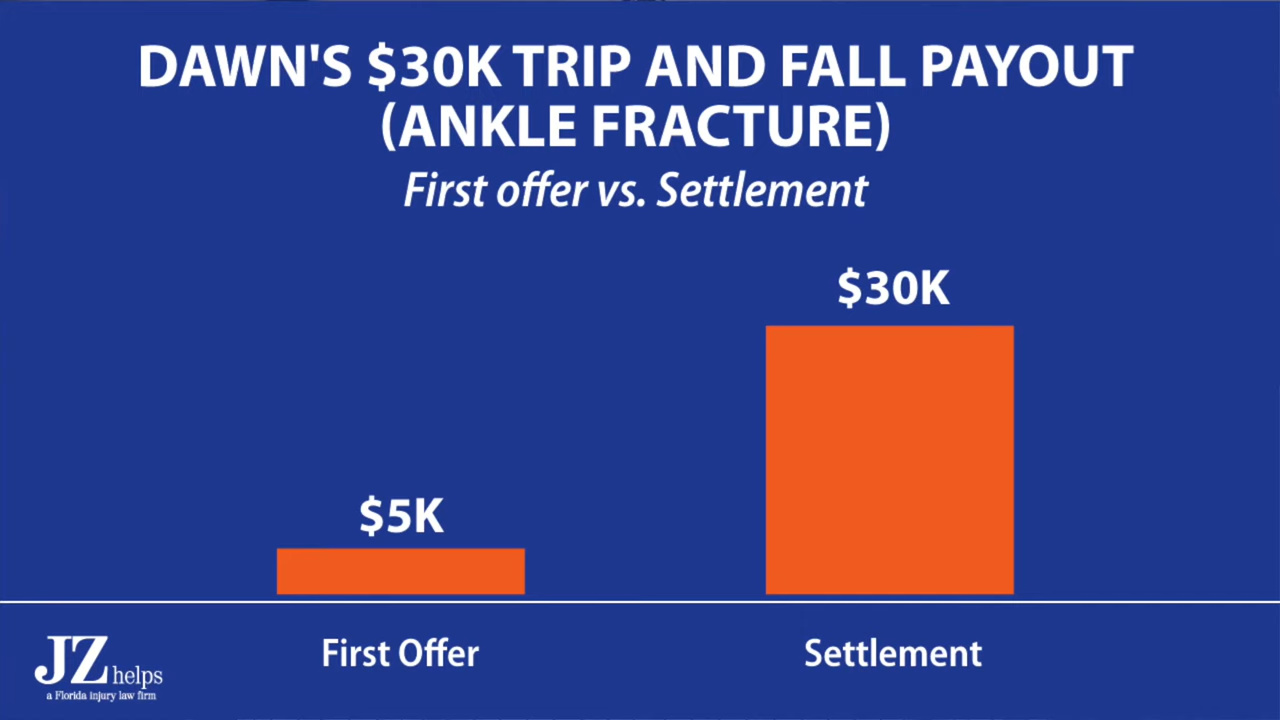 DAWN'S $30K TRIP AND FALL PAYOUT
(ANKLE FRACTURE)
First offer vs. Settlement
$30K
$5K
First Offer
Settlement
JZ helps
a Florida injury law firm